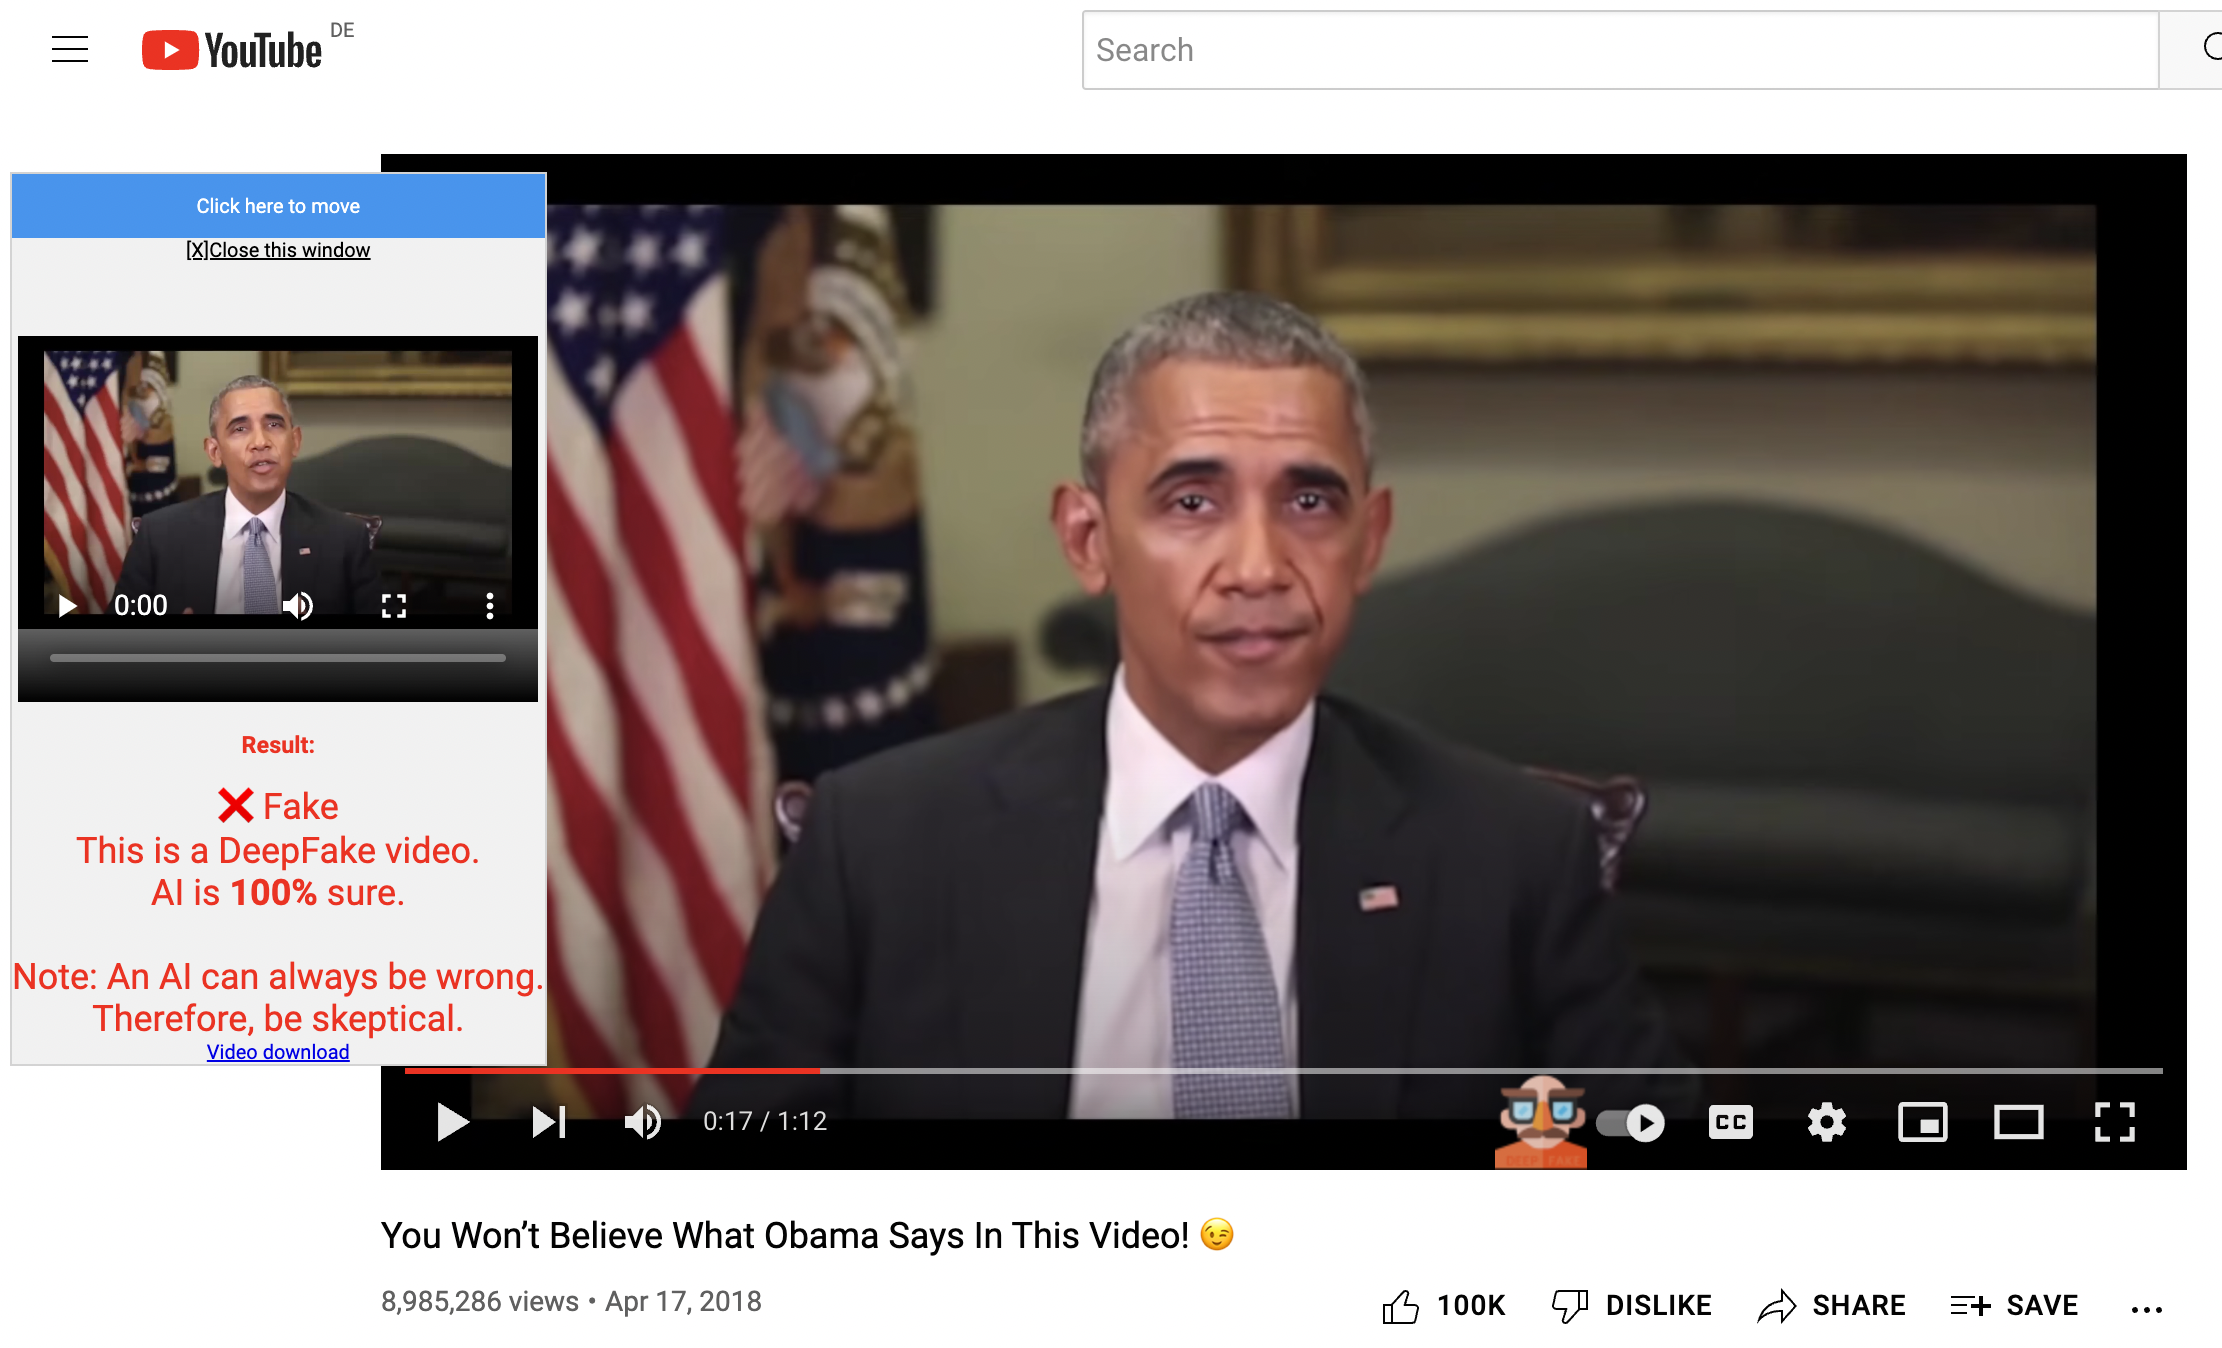 YouTube DE
Search
Click here to move
[X]Close this window
0:00
Result:
❌ Fake
This is a DeepFake video.
AI is 100% sure.
Note: An AI can always be wrong.
Therefore, be skeptical.
Video download
0:17 / 1:12
DEEP FAKE
CC
You Won’t Believe What Obama Says In This Video! 😉
8,985,286 views • Apr 17, 2018
100K
DISLIKE
SHARE
SAVE